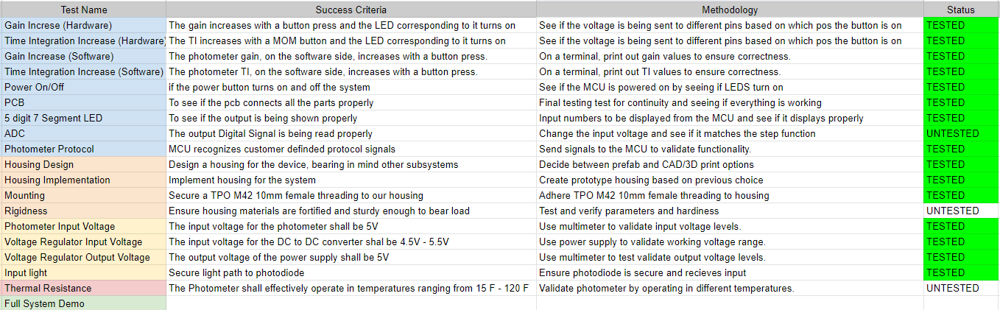 Test Name Success Criteria Methodology Status
Gain Increse (Hardware) The gain increases with a button press and the LED corresponding to it turns on See if the voltage is being sent to different pins based on which pos the button is on TESTED
Time Integration Increase (Hardware) The TI increases with a MOM button and the LED corresponding to it turns on See if the voltage is being sent to different pins based on which pos the button is on TESTED
Gain Increase (Software) The photometer gain, on the software side, increases with a button press. On a terminal, print out gain values to ensure correctness. TESTED
Time Integration Increase (Software) The photometer TI, on the software side, increases with a button press. On a terminal, print out TI values to ensure correctness. TESTED
Power On/Off if the power button turns on and off the system See if the MCU is powered on by seeing if LEDS turn on TESTED
PCB To see if the pcb connects all the parts properly Final testing test for continuity and seeing if everything is working TESTED
5 digit 7 Segment LED To see if the output is being shown properly Input numbers to be displayed from the MCU and see if it displays properly TESTED
ADC The output Digital Signal is being read properly Change the input voltage and see if it matches the step function UNTESTED
Photometer Protocol MCU recognizes customer definded protocol signals Send signals to the MCU to validate functionality. TESTED
Housing Design Design a housing for the device, bearing in mind other subsystems Decide between prefab and CAD/3D print options TESTED
Housing Implementation Implement housing for the system Create prototype housing based on previous choice TESTED
Mounting Secure a TPO M42 10mm female threading to our housing Adhere TPO M42 10mm female threading to housing TESTED
Rigidness Ensure housing materials are fortified and sturdy enough to bear load Test and verify parameters and hardiness UNTESTED
Photometer Input Voltage The input voltage for the photometer shall be 5V Use multimeter to validate input voltage levels. TESTED
Voltage Regulator Input Voltage The input voltage for the DC to DC converter shal be 4.5V - 5.5V Use power supply to validate working voltage range. TESTED
Voltage Regulator Output Voltage The output voltage of the power supply shall be 5V Use multimeter to test validate output voltage levels. TESTED
Input light Secure light path to photodiode Ensure photodiode is secure and recieves input TESTED
Thermal Resistance The Photometer shall effectively operate in temperatures ranging from 15 F - 120 F Validate photometer by operating in different temperatures. UNTESTED
Full System Demo